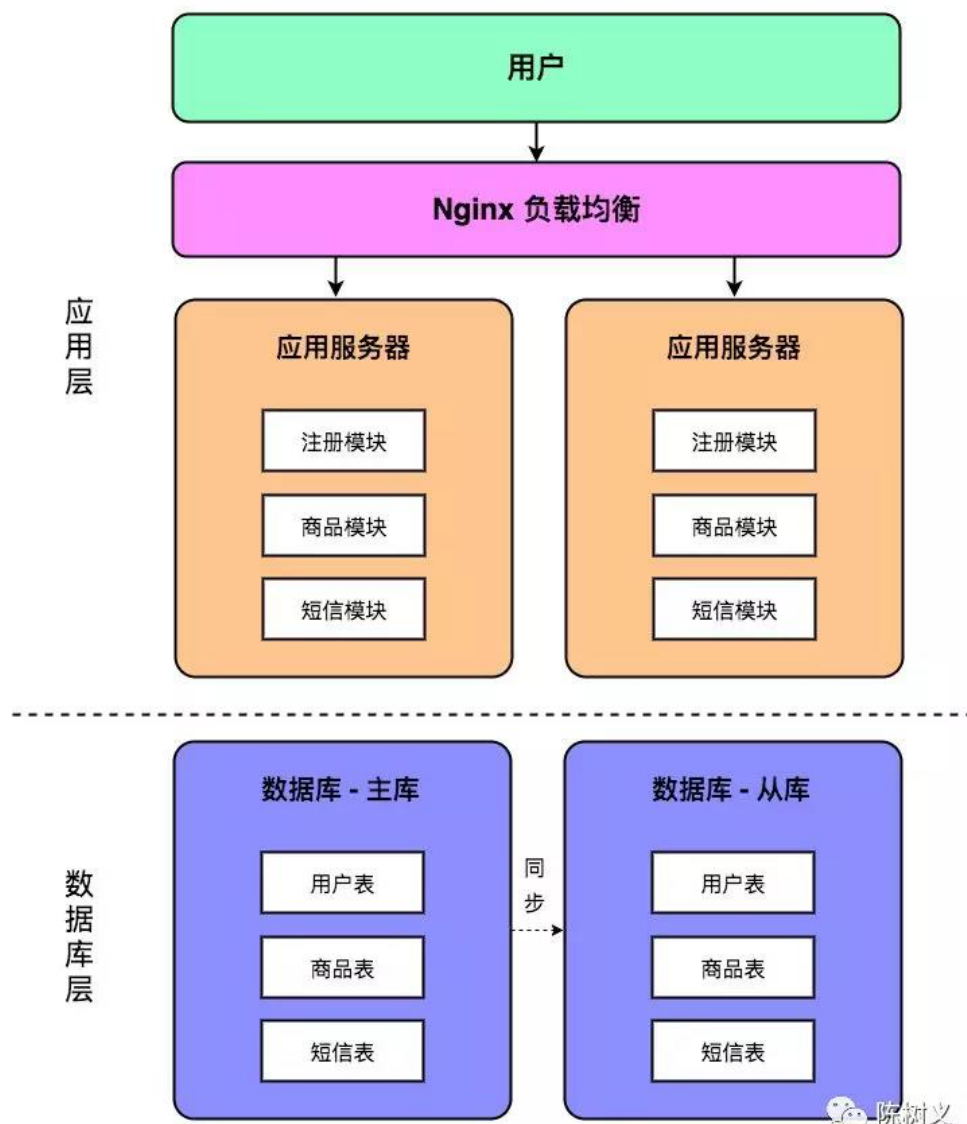 用户
Nginx 负载均衡
应用层
应用服务器
注册模块
商品模块
短信模块
应用服务器
注册模块
商品模块
短信模块
数据库层
数据库 - 主库
用户表
商品表
短信表
同步
数据库 - 从库
用户表
商品表
短信表
陈树义